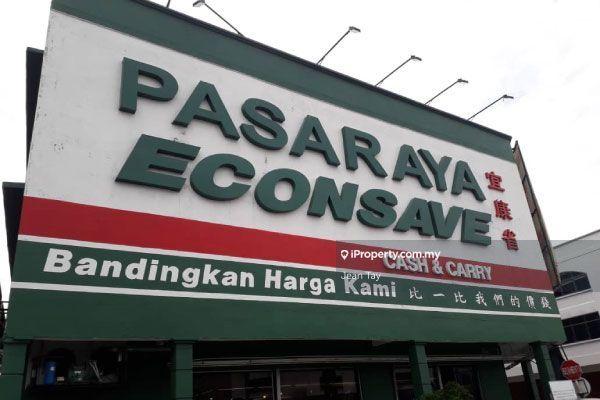 PASARAYA
ECONSAVE
宜康省
CASH & CARRY
iProperty.com.my
Jean Tay
Bandingkan Harga Kami 比一比我們的價錢